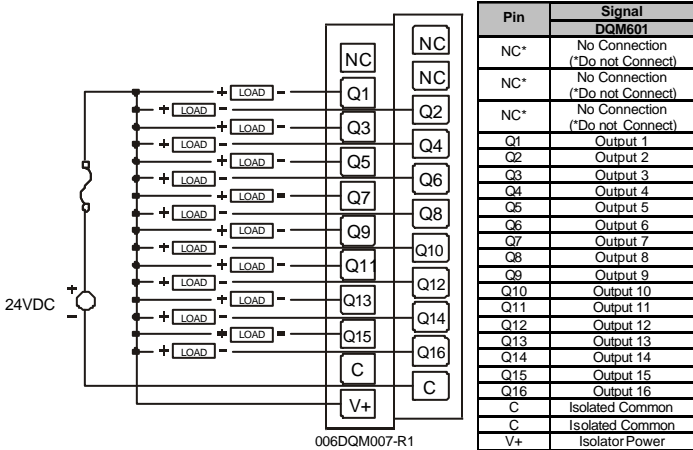 NC
NC
NC
+ LOAD - Q1
+ LOAD - Q2
+ LOAD - Q3
+ LOAD - Q4
+ LOAD - Q5
+ LOAD - Q6
+ LOAD - Q7
+ LOAD - Q8
+ LOAD - Q9
+ LOAD - Q10
+ LOAD - Q11
+ LOAD - Q12
+ LOAD - Q13
+ LOAD - Q14
+ LOAD - Q15
+ LOAD - Q16
C
C
V+
+
24VDC
-
006DQM007-R1
Pin Signal
DQM601
NC* No Connection
(*Do not Connect)
NC* No Connection
(*Do not Connect)
NC* No Connection
(*Do not Connect)
Q1 Output 1
Q2 Output 2
Q3 Output 3
Q4 Output 4
Q5 Output 5
Q6 Output 6
Q7 Output 7
Q8 Output 8
Q9 Output 9
Q10 Output 10
Q11 Output 11
Q12 Output 12
Q13 Output 13
Q14 Output 14
Q15 Output 15
Q16 Output 16
C Isolated Common
C Isolated Common
V+ Isolator Power